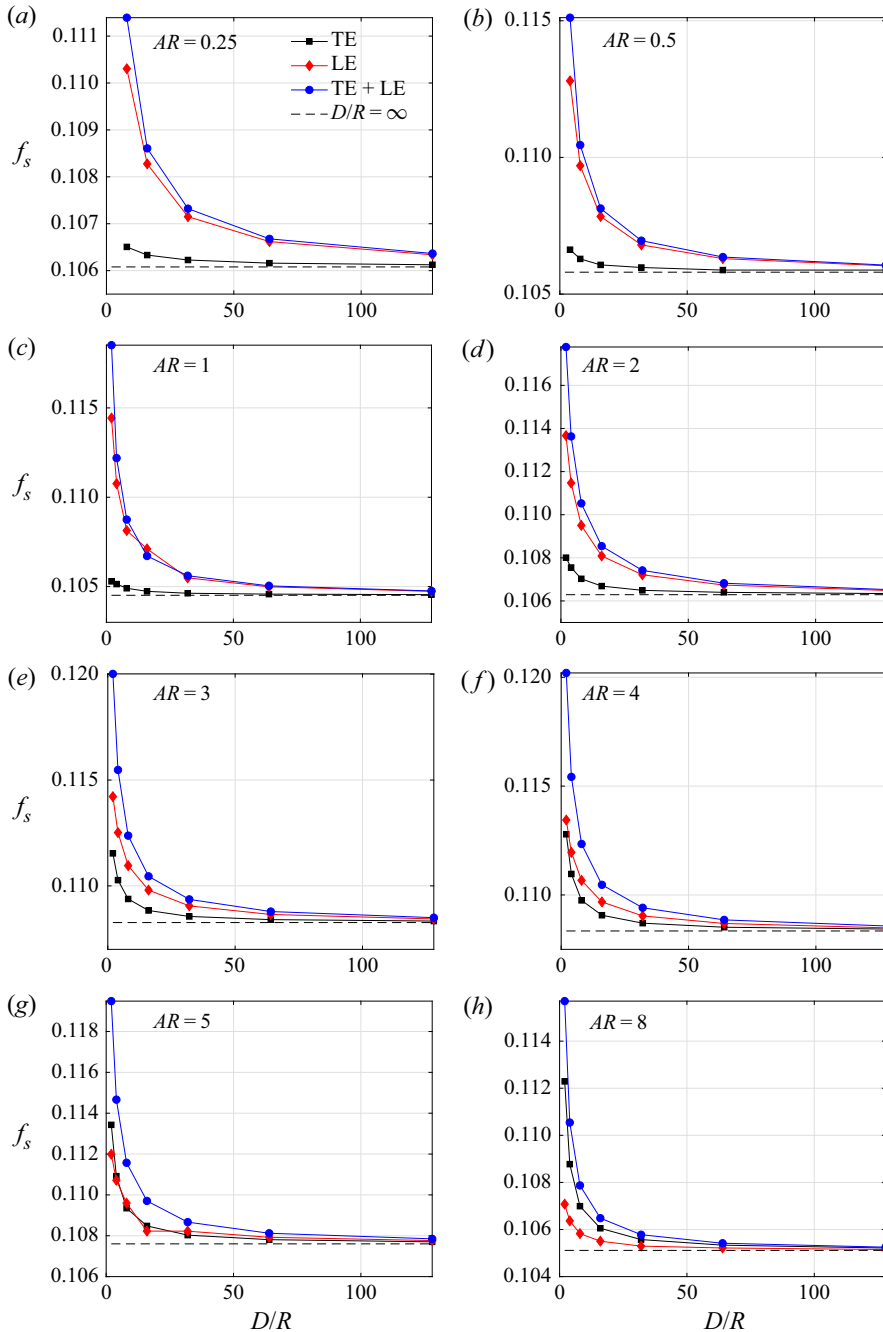 (a)
AR = 0.25
TE
LE
TE + LE
D/R = ∞
0.111
0.110
0.109
0.108
0.107
0.106
f_s
0
50
100
(b)
AR = 0.5
0.115
0.110
0.105
0
50
100
(c)
AR = 1
0.115
0.110
0.105
f_s
0
50
100
(d)
AR = 2
0.116
0.114
0.112
0.110
0.108
0.106
0
50
100
(e)
AR = 3
0.120
0.115
0.110
f_s
0
50
100
(f)
AR = 4
0.120
0.115
0.110
0
50
100
(g)
AR = 5
0.118
0.116
0.114
0.112
0.110
0.108
0.106
f_s
0
50
100
D/R
(h)
AR = 8
0.114
0.112
0.110
0.108
0.106
0.104
0
50
100
D/R